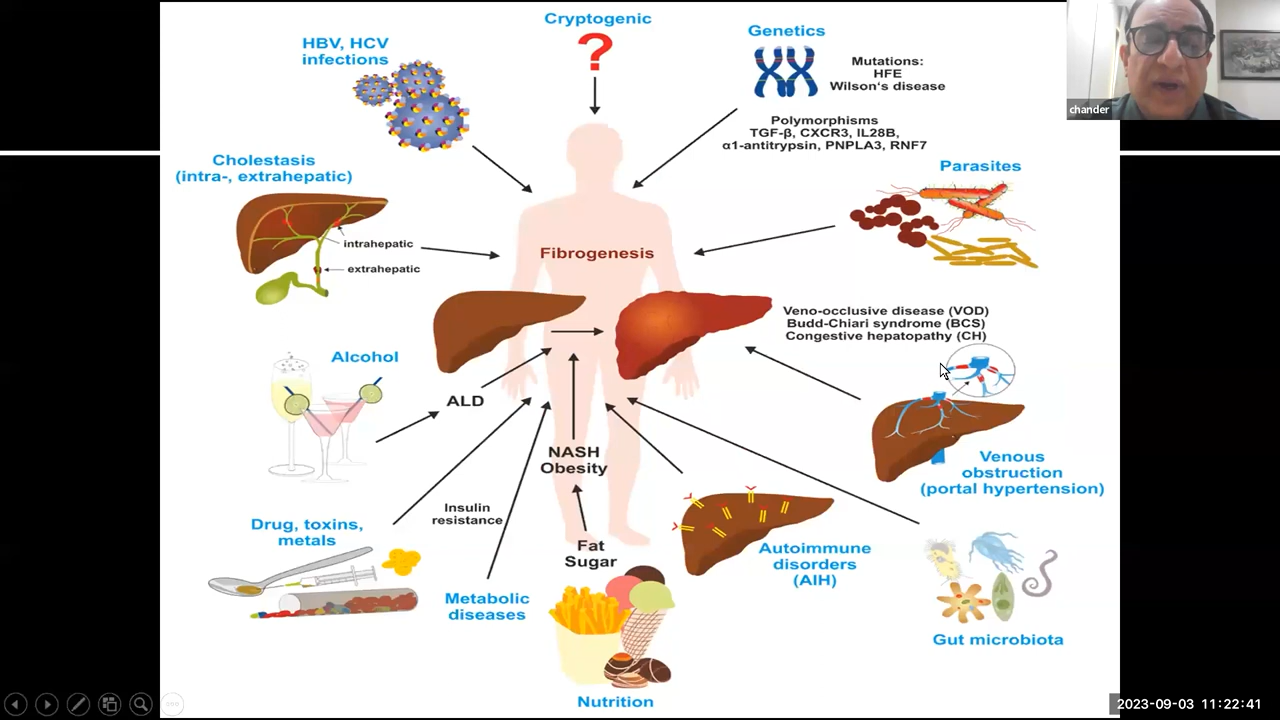 Cryptogenic
?
HBV, HCV
infections
Genetics
Mutations:
HFE
Wilson's disease
Polymorphisms
TGF-β, CXCR3, IL28B,
α1-antitrypsin, PNPLA3, RNF7
chander
Cholestasis
(intra-, extrahepatic)
intrahepatic
extrahepatic
Parasites
Fibrogenesis
Veno-occlusive disease (VOD)
Budd-Chiari syndrome (BCS)
Congestive hepatopathy (CH)
Alcohol
ALD
NASH
Obesity
Venous
obstruction
(portal hypertension)
Insulin
resistance
Drug, toxins,
metals
Fat
Sugar
Autoimmune
disorders
(AIH)
Metabolic
diseases
Gut microbiota
Nutrition
2023-09-03 11:22:41